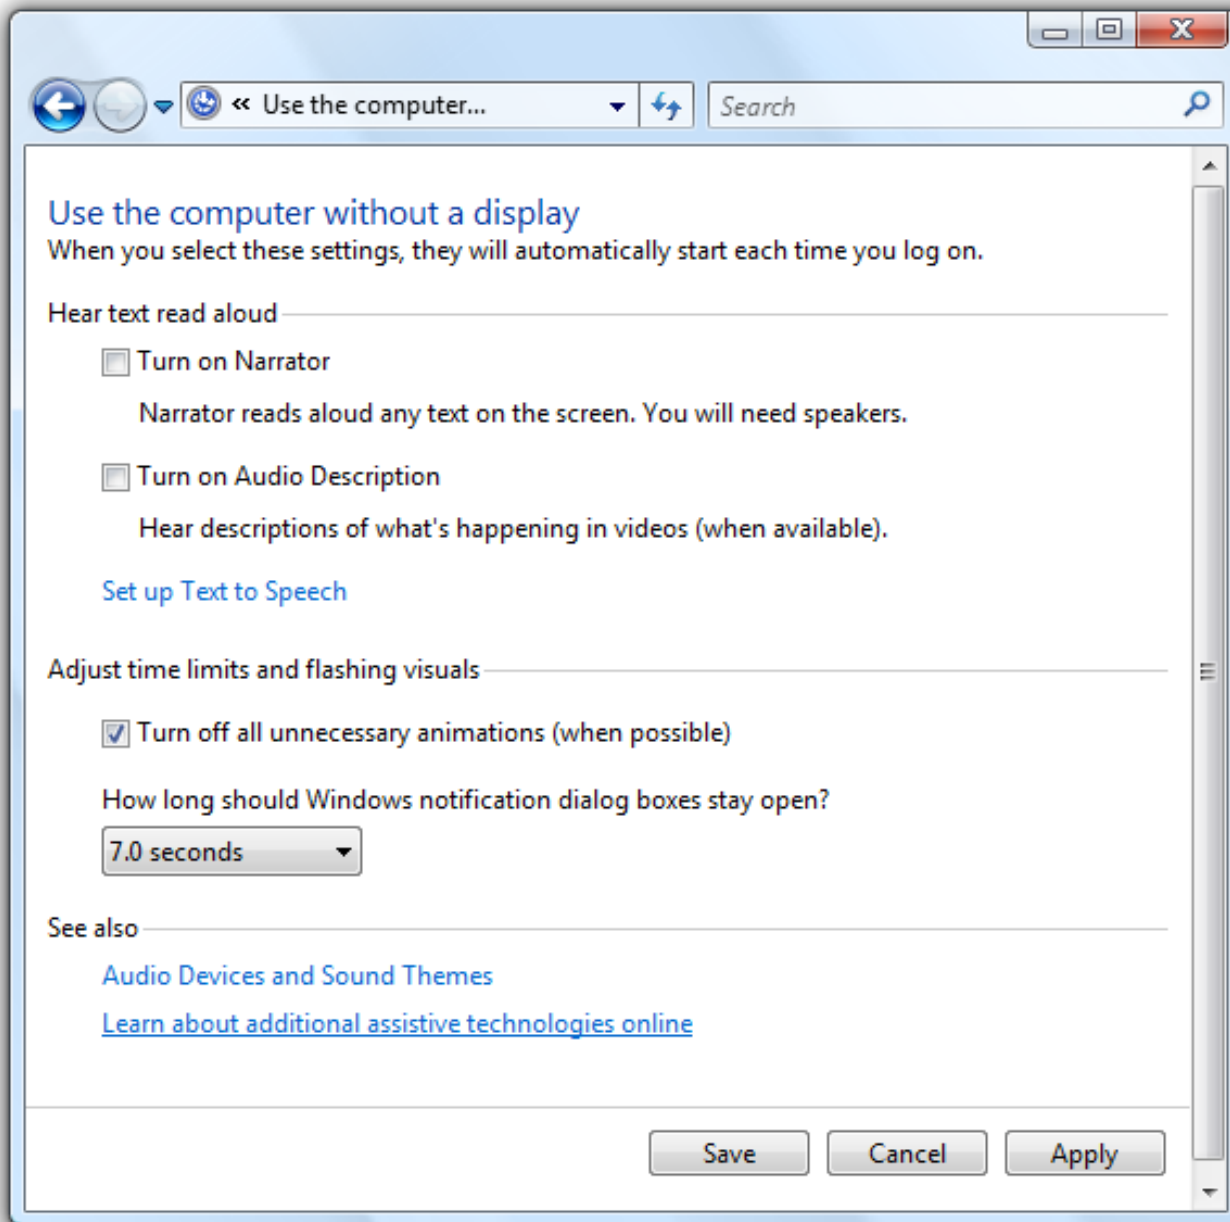 « Use the computer...
Search
Use the computer without a display
When you select these settings, they will automatically start each time you log on.
Hear text read aloud
Turn on Narrator
Narrator reads aloud any text on the screen. You will need speakers.
Turn on Audio Description
Hear descriptions of what's happening in videos (when available).
Set up Text to Speech
Adjust time limits and flashing visuals
Turn off all unnecessary animations (when possible)
How long should Windows notification dialog boxes stay open?
7.0 seconds
See also
Audio Devices and Sound Themes
Learn about additional assistive technologies online
Save Cancel Apply